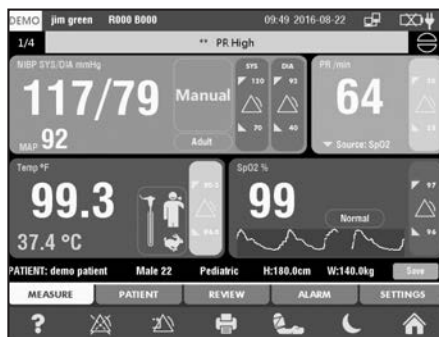 DEMO jim green R000 B000 09:49 2016-08-22
1/4 ** PR High
NIBP SYS/DIA mmHg SYS DIA PR /min
120 93
117/79 Manual 64
MAP 92 Adult 70 40 Source: SpO2
Temp °F SpO2 %
99.3 99 97
Normal
37.4 °C 94
PATIENT: demo patient Male 22 Pediatric H:180.0cm W:140.0kg Save
MEASURE PATIENT REVIEW ALARM SETTINGS
?